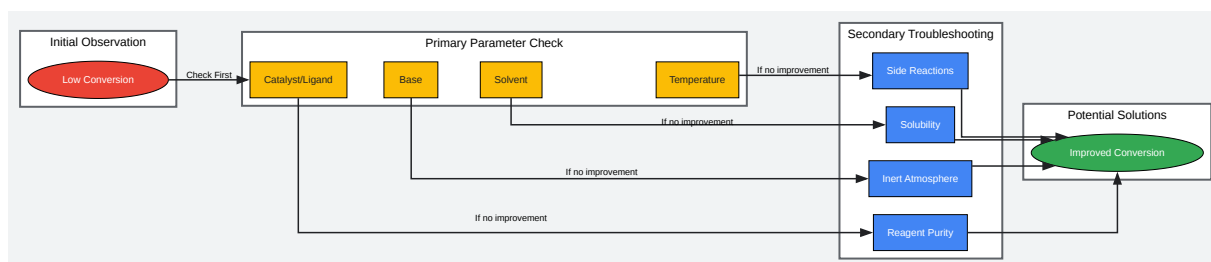 Initial Observation
Low Conversion
Check First
Primary Parameter Check
Catalyst/Ligand
Base
Solvent
Temperature
If no improvement
If no improvement
If no improvement
If no improvement
Secondary Troubleshooting
Side Reactions
Solubility
Inert Atmosphere
Reagent Purity
Potential Solutions
Improved Conversion